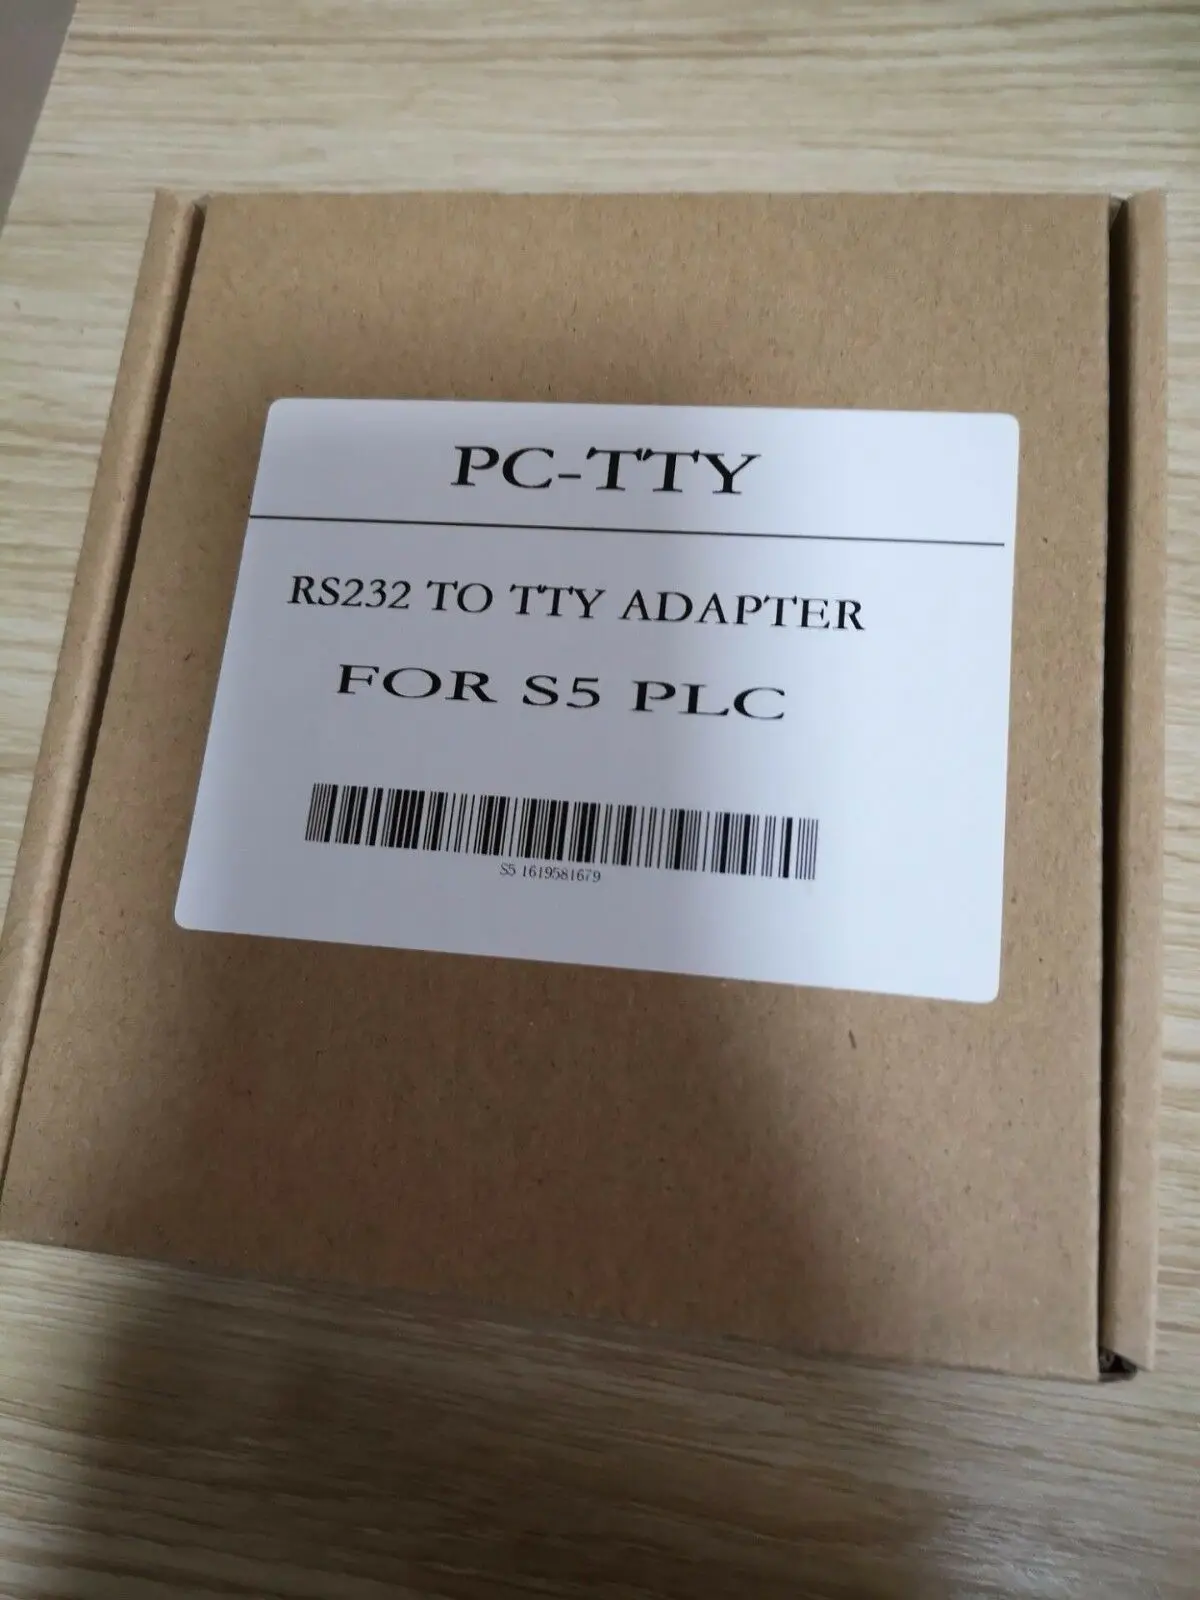 PC-TTY
RS232 TO TTY ADAPTER
FOR S5 PLC
S5 1619581679